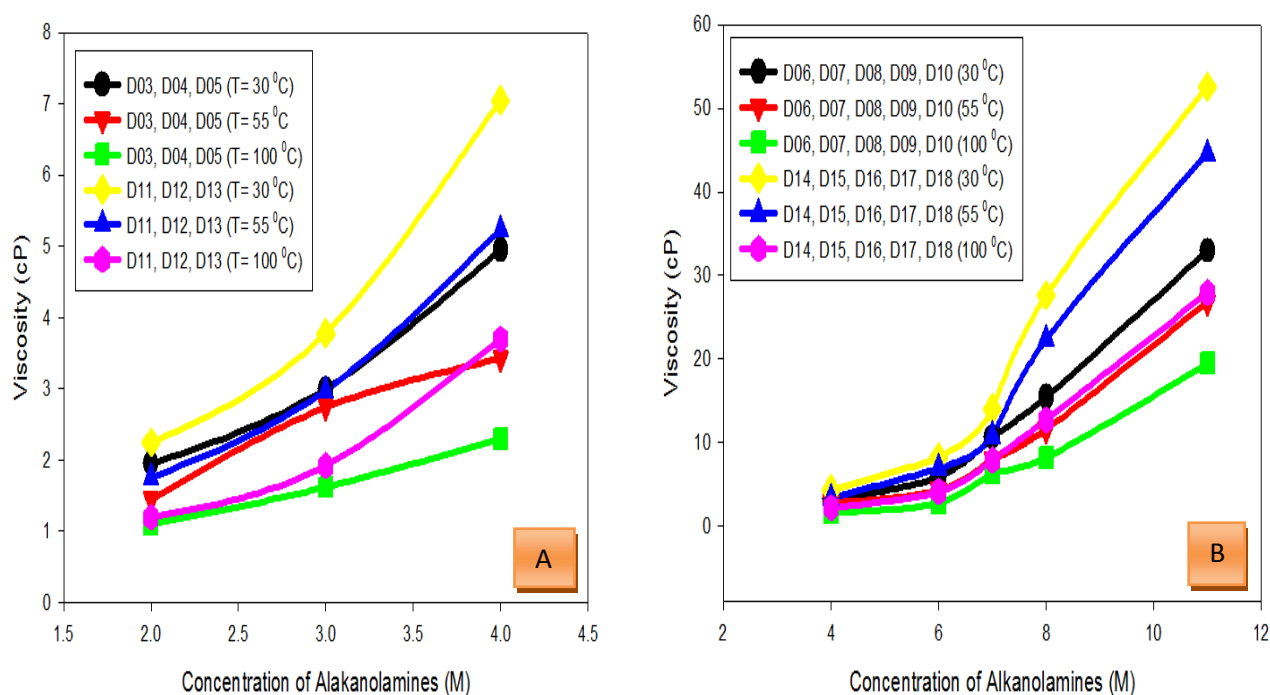 8
7
6
5
4
3
2
1
0
Viscosity (cP)
D03, D04, D05 (T= 30 ⁰C)
D03, D04, D05 (T= 55 ⁰C
D03, D04, D05 (T= 100 ⁰C)
D11, D12, D13 (T= 30 ⁰C)
D11, D12, D13 (T= 55 ⁰C)
D11, D12, D13 (T= 100 ⁰C)
A
1.5 2.0 2.5 3.0 3.5 4.0 4.5
Concentration of Alakanolamines (M)
60
50
40
30
20
10
0
Viscosity (cP)
D06, D07, D08, D09, D10 (30 ⁰C)
D06, D07, D08, D09, D10 (55 ⁰C)
D06, D07, D08, D09, D10 (100 ⁰C)
D14, D15, D16, D17, D18 (30 ⁰C)
D14, D15, D16, D17, D18 (55 ⁰C)
D14, D15, D16, D17, D18 (100 ⁰C)
B
2 4 6 8 10 12
Concentration of Alkanolamines (M)